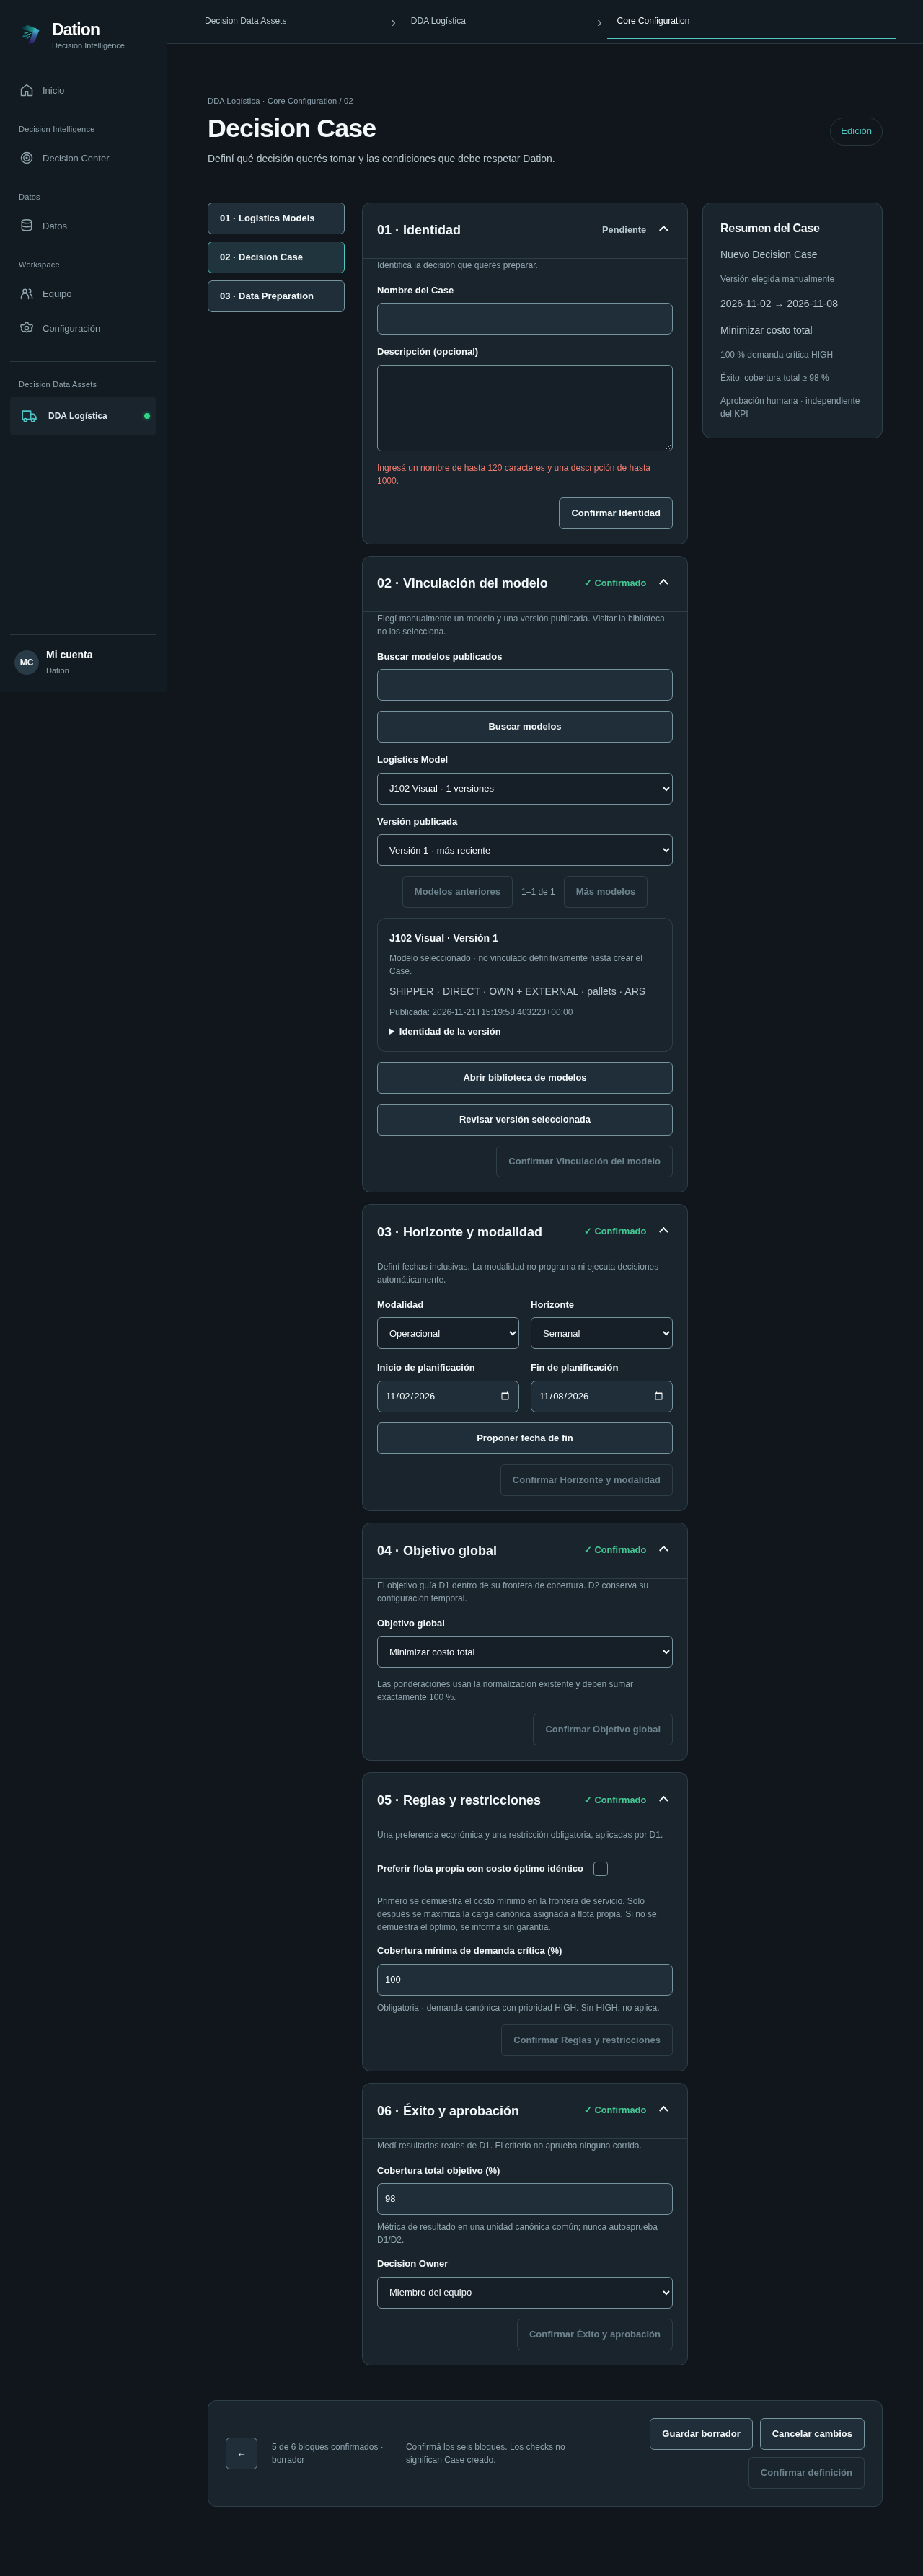 Dation
Decision Intelligence
Inicio
Decision Intelligence
Decision Center
Datos
Datos
Workspace
Equipo
Configuración
Decision Data Assets
DDA Logística
MC
Mi cuenta
Dation
Decision Data Assets
›
DDA Logística
›
Core Configuration
DDA Logística · Core Configuration / 02
Decision Case
Definí qué decisión querés tomar y las condiciones que debe respetar Dation.
Edición
01 · Logistics Models
02 · Decision Case
03 · Data Preparation
01 · Identidad
Pendiente
Identificá la decisión que querés preparar.
Nombre del Case
Descripción (opcional)
Ingresá un nombre de hasta 120 caracteres y una descripción de hasta
1000.
Confirmar Identidad
02 · Vinculación del modelo
✓ Confirmado
Elegí manualmente un modelo y una versión publicada. Visitar la biblioteca
no los selecciona.
Buscar modelos publicados
Buscar modelos
Logistics Model
J102 Visual · 1 versiones
Versión publicada
Versión 1 · más reciente
Modelos anteriores
1–1 de 1
Más modelos
J102 Visual · Versión 1
Modelo seleccionado · no vinculado definitivamente hasta crear el
Case.
SHIPPER · DIRECT · OWN + EXTERNAL · pallets · ARS
Publicada: 2026-11-21T15:19:58.403223+00:00
▶ Identidad de la versión
Abrir biblioteca de modelos
Revisar versión seleccionada
Confirmar Vinculación del modelo
03 · Horizonte y modalidad
✓ Confirmado
Definí fechas inclusivas. La modalidad no programa ni ejecuta decisiones
automáticamente.
Modalidad
Horizonte
Operacional
Semanal
Inicio de planificación
Fin de planificación
11/02/2026
11/08/2026
Proponer fecha de fin
Confirmar Horizonte y modalidad
04 · Objetivo global
✓ Confirmado
El objetivo guía D1 dentro de su frontera de cobertura. D2 conserva su
configuración temporal.
Objetivo global
Minimizar costo total
Las ponderaciones usan la normalización existente y deben sumar
exactamente 100 %.
Confirmar Objetivo global
05 · Reglas y restricciones
✓ Confirmado
Una preferencia económica y una restricción obligatoria, aplicadas por D1.
Preferir flota propia con costo óptimo idéntico
Primero se demuestra el costo mínimo en la frontera de servicio. Sólo
después se maximiza la carga canónica asignada a flota propia. Si no se
demuestra el óptimo, se informa sin garantía.
Cobertura mínima de demanda crítica (%)
100
Obligatoria · demanda canónica con prioridad HIGH. Sin HIGH: no aplica.
Confirmar Reglas y restricciones
06 · Éxito y aprobación
✓ Confirmado
Medí resultados reales de D1. El criterio no aprueba ninguna corrida.
Cobertura total objetivo (%)
98
Métrica de resultado en una unidad canónica común; nunca autoaprueba
D1/D2.
Decision Owner
Miembro del equipo
Confirmar Éxito y aprobación
Resumen del Case
Nuevo Decision Case
Versión elegida manualmente
2026-11-02 → 2026-11-08
Minimizar costo total
100 % demanda crítica HIGH
Éxito: cobertura total ≥ 98 %
Aprobación humana · independiente
del KPI
←
5 de 6 bloques confirmados ·
borrador
Confirmá los seis bloques. Los checks no
significan Case creado.
Guardar borrador
Cancelar cambios
Confirmar definición